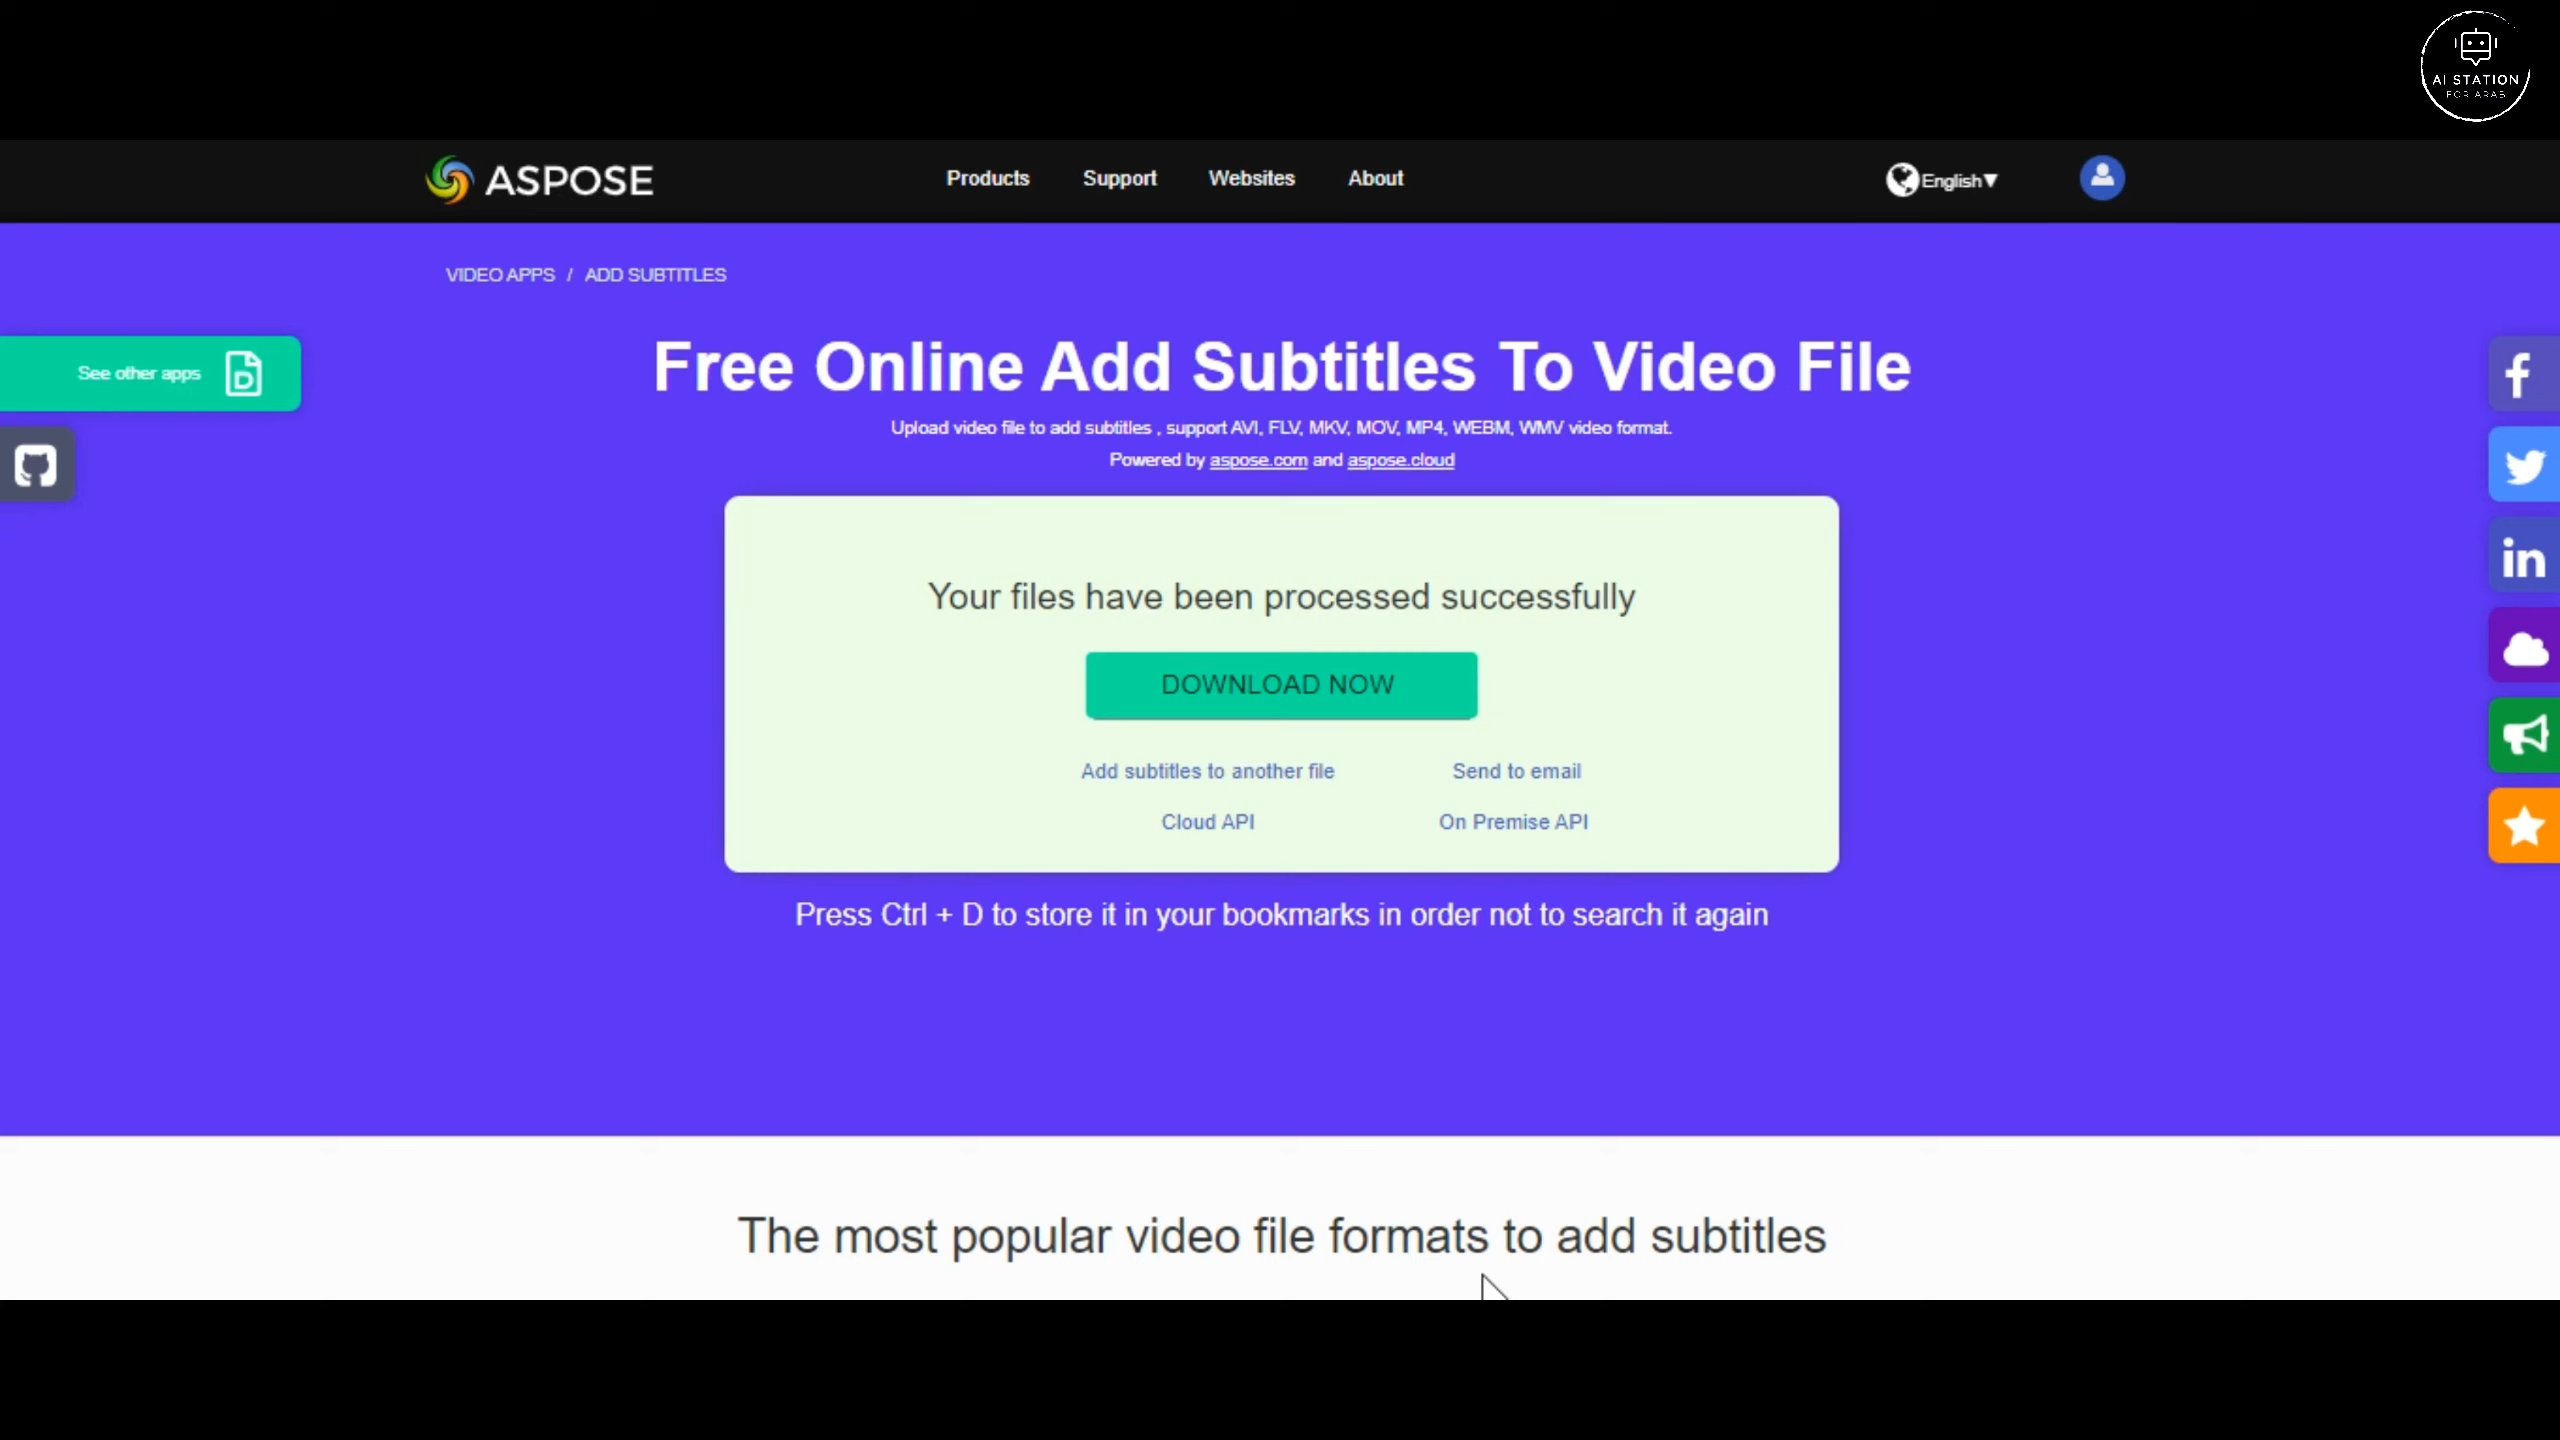 AI STATION
FOR ARAB
ASPOSE
Products
Support
Websites
About
English▼
VIDEO APPS / ADD SUBTITLES
See other apps
Free Online Add Subtitles To Video File
Upload video file to add subtitles , support AVI, FLV, MKV, MOV, MP4, WEBM, WMV video format.
Powered by aspose.com and aspose.cloud
Your files have been processed successfully
DOWNLOAD NOW
Add subtitles to another file
Send to email
Cloud API
On Premise API
Press Ctrl + D to store it in your bookmarks in order not to search it again
The most popular video file formats to add subtitles